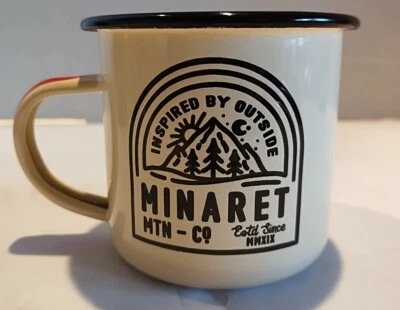 INSPIRED BY OUTSIDE
MINARET
MTN - CO
Estd Since
MMXIX